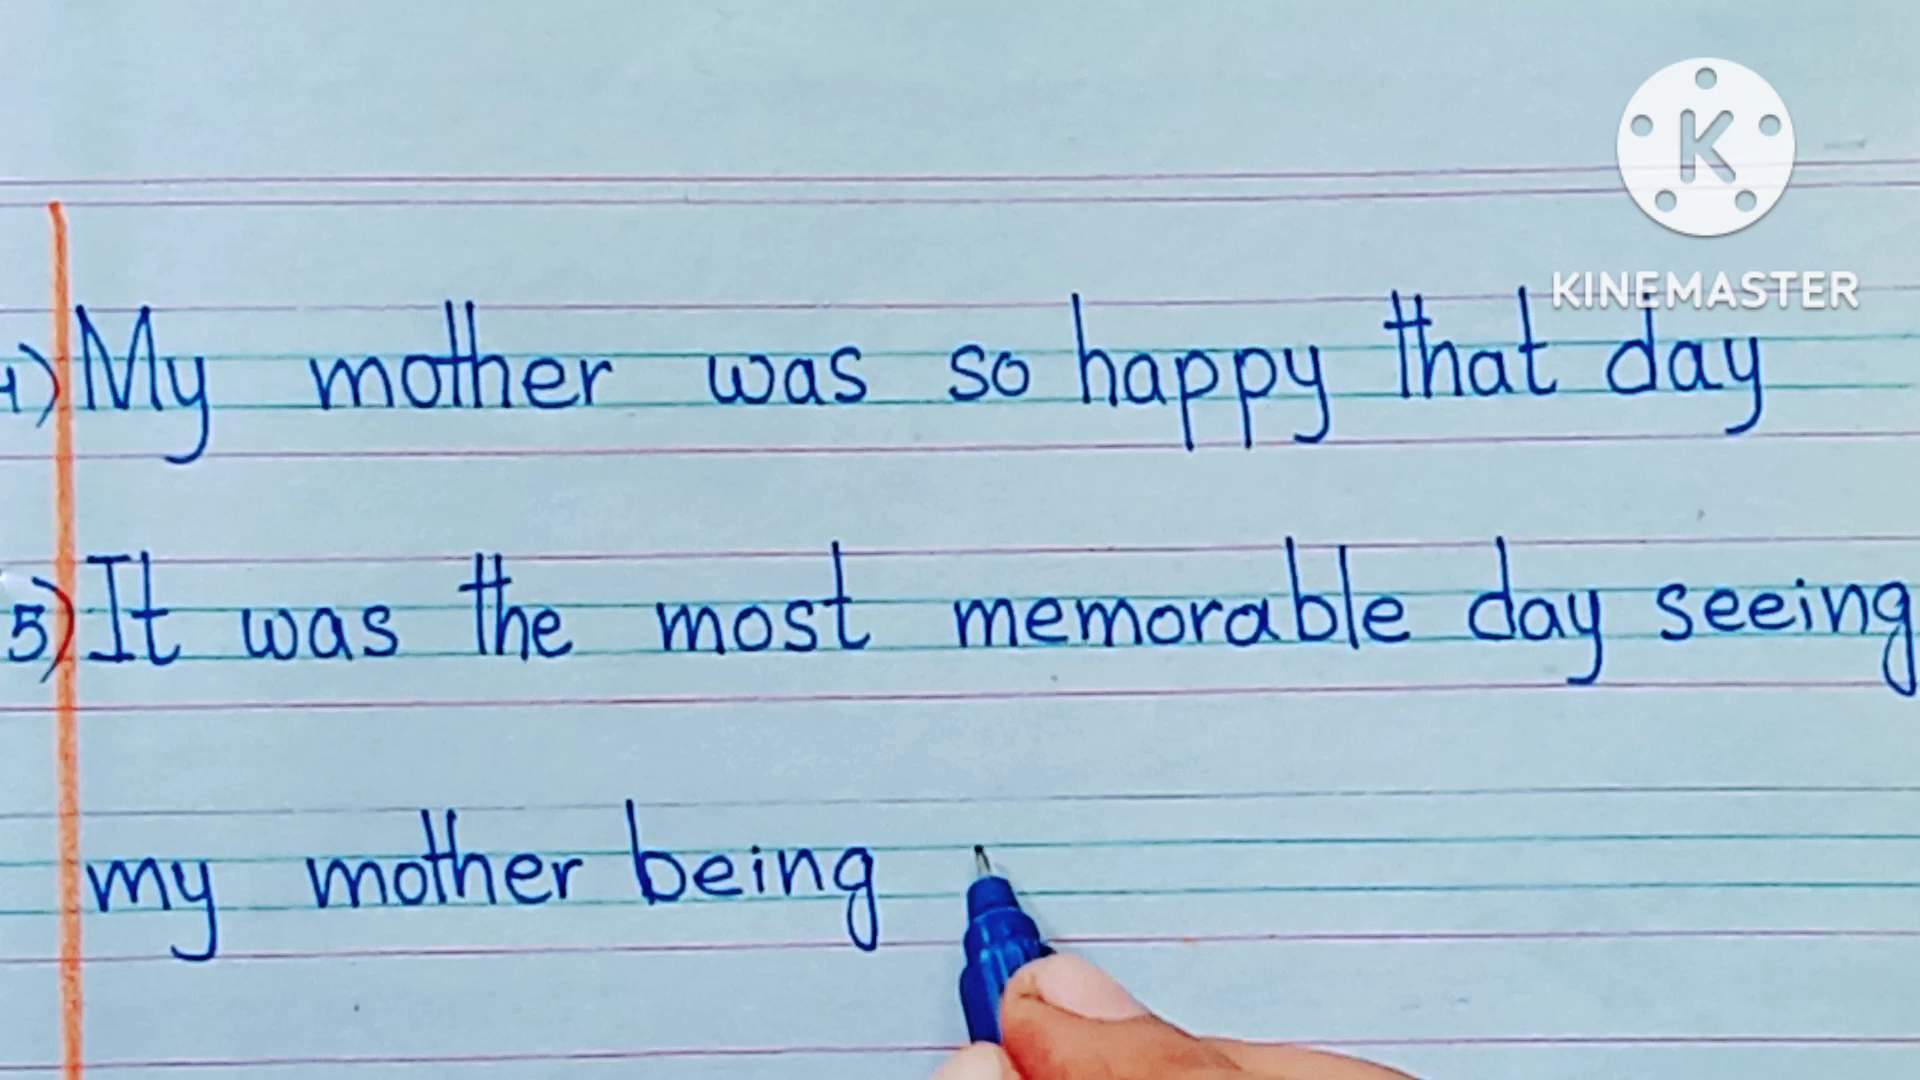 KINEMASTER
4) My mother was so happy that day
5) It was the most memorable day seeing
my mother being